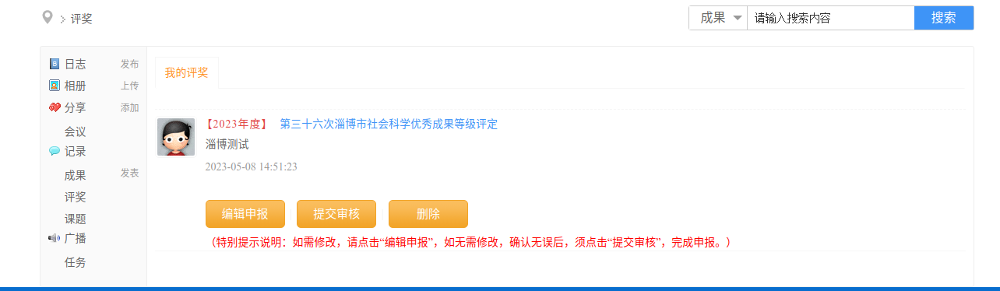 > 评奖
成果 请输入搜索内容 搜索
日志 发布
相册 上传
分享 添加
会议
记录
成果 发表
评奖
课题
广播
任务
我的评奖
【2023年度】 第三十六次淄博市社会科学优秀成果等级评定
淄博测试
2023-05-08 14:51:23
编辑申报 提交审核 删除
（特别提示说明：如需修改，请点击“编辑申报”，如无需修改，确认无误后，须点击“提交审核”，完成申报。）